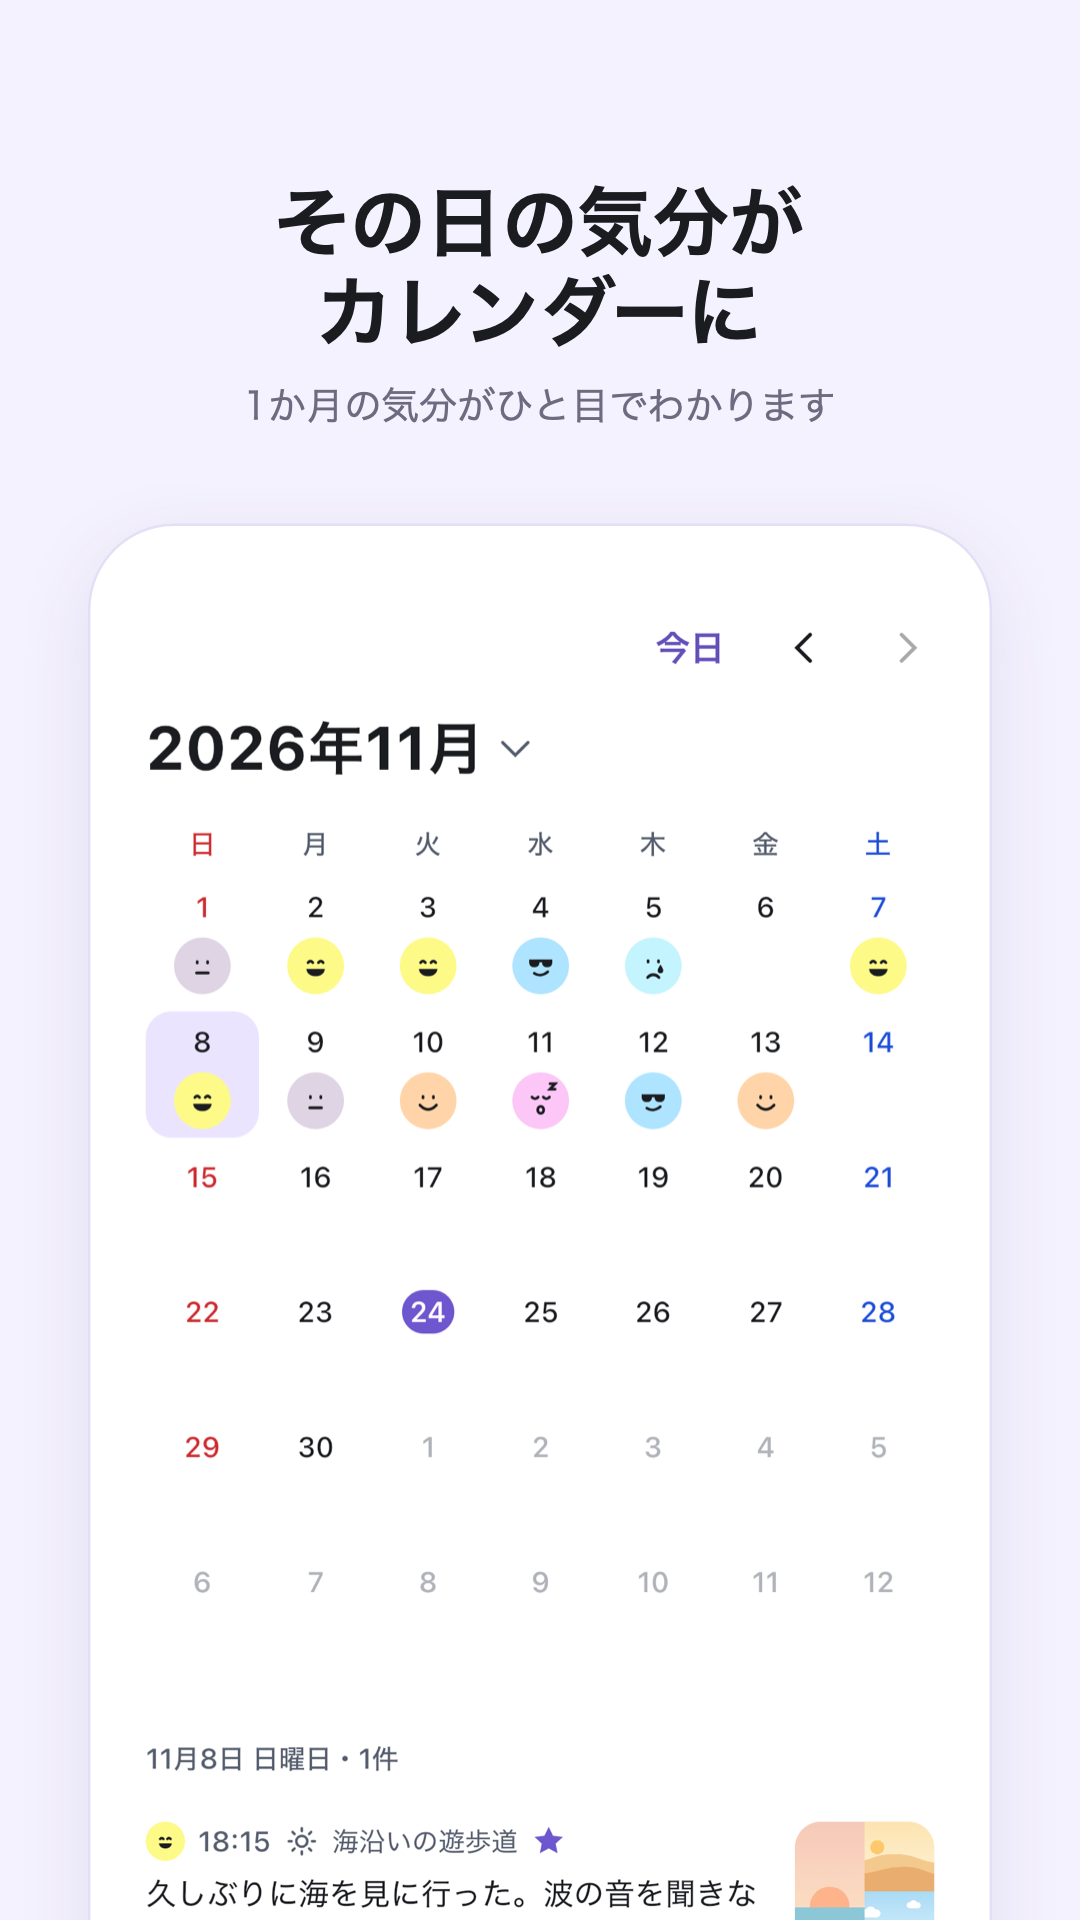 その日の気分が
カレンダーに
1か月の気分がひと目でわかります
今日
2026年11月
日 月 火 水 木 金 土
1 2 3 4 5 6 7
8 9 10 11 12 13 14
15 16 17 18 19 20 21
22 23 24 25 26 27 28
29 30 1 2 3 4 5
6 7 8 9 10 11 12
11月8日 日曜日・1件
18:15 海沿いの遊歩道
久しぶりに海を見に行った。波の音を聞きな